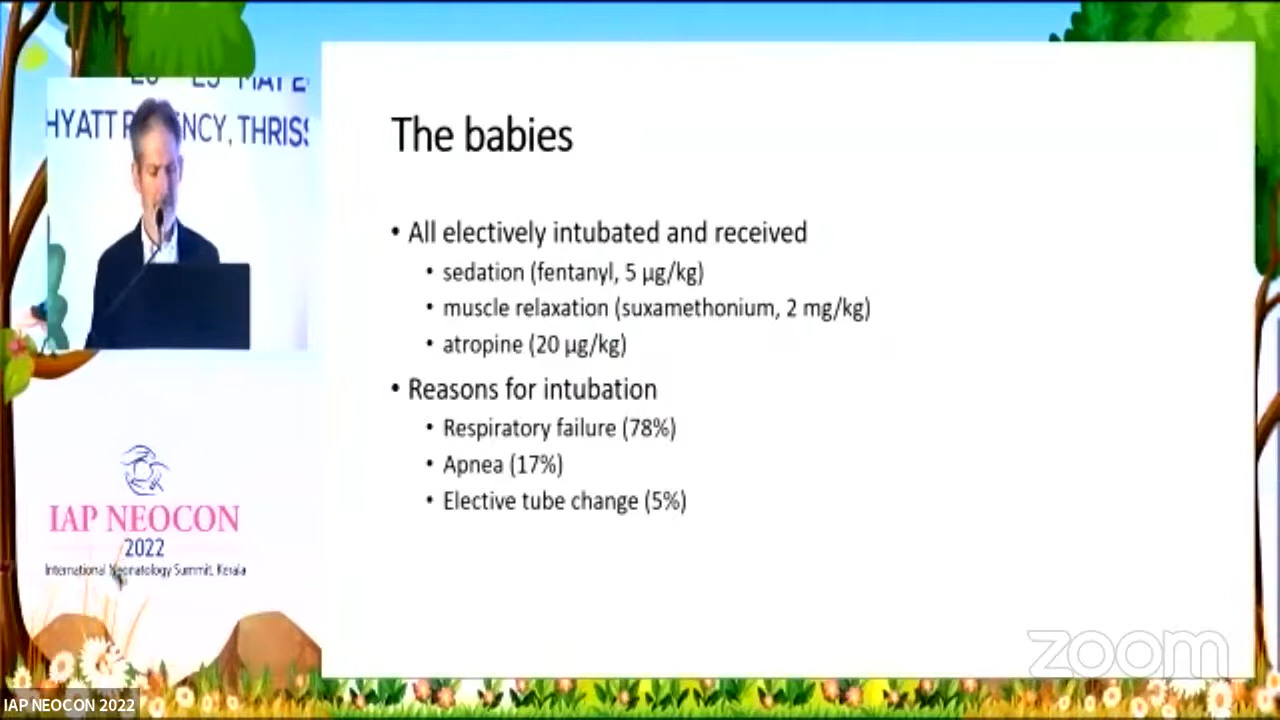 HYATT R NCY, THRISS
The babies
• All electively intubated and received
• sedation (fentanyl, 5 µg/kg)
• muscle relaxation (suxamethonium, 2 mg/kg)
• atropine (20 µg/kg)
• Reasons for intubation
• Respiratory failure (78%)
• Apnea (17%)
• Elective tube change (5%)
IAP NEOCON
2022
International Neonatology Summit, Kerala
zoom
IAP NEOCON 2022